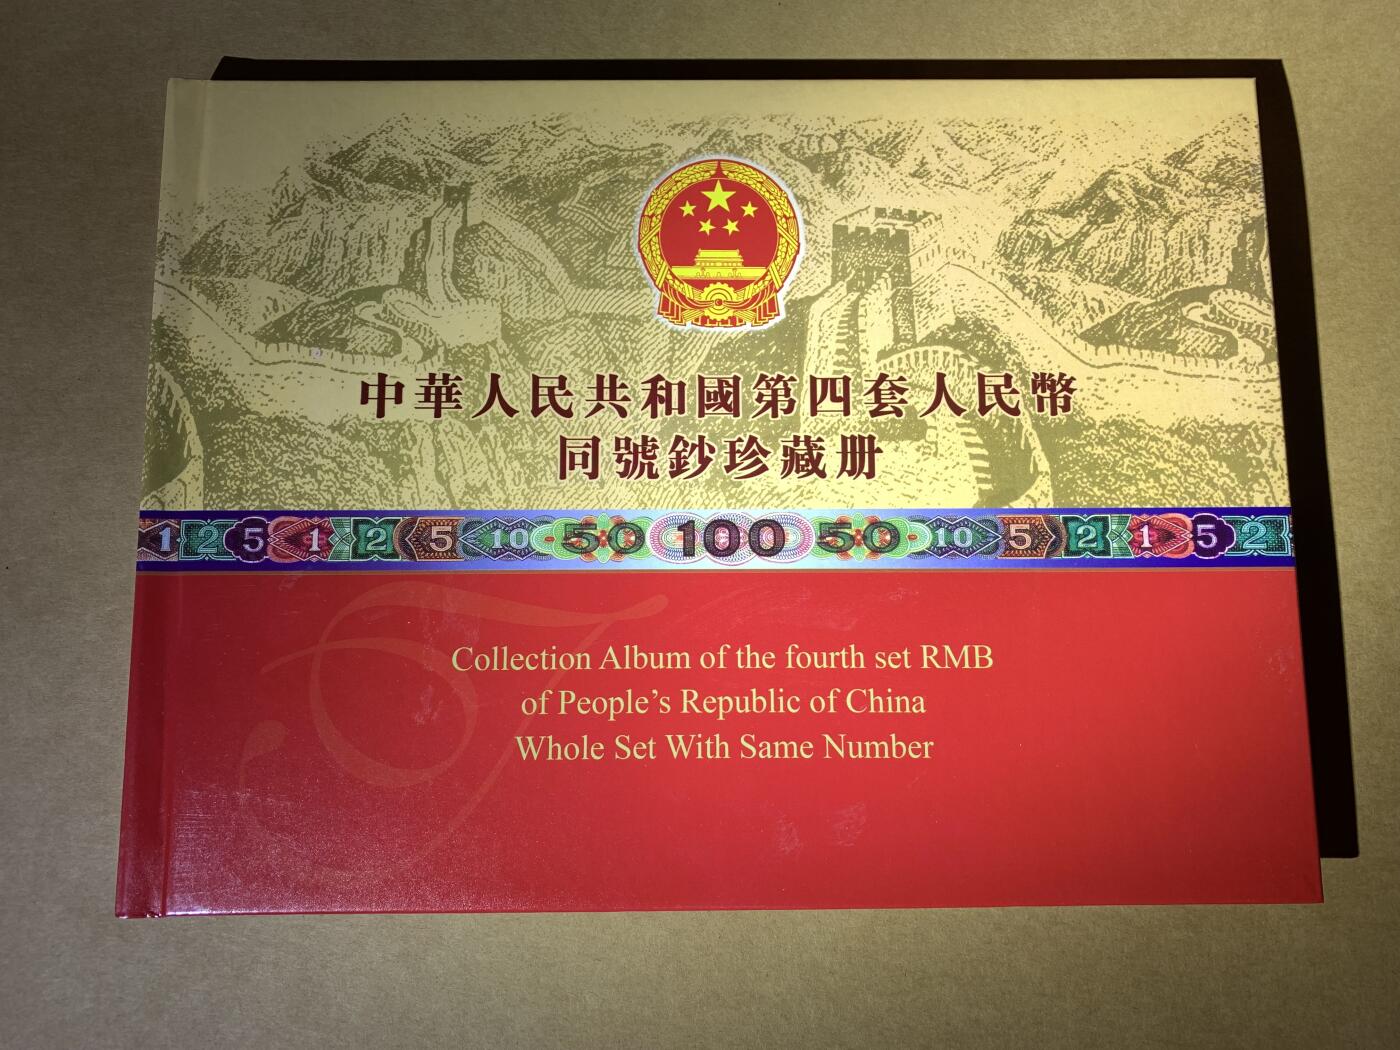 中華人民共和國第四套人民幣
同號鈔珍藏册
1 2 5 1 2 5 10 50 100 50 10 5 2 1 5 2
Collection Album of the fourth set RMB
of People's Republic of China
Whole Set With Same Number